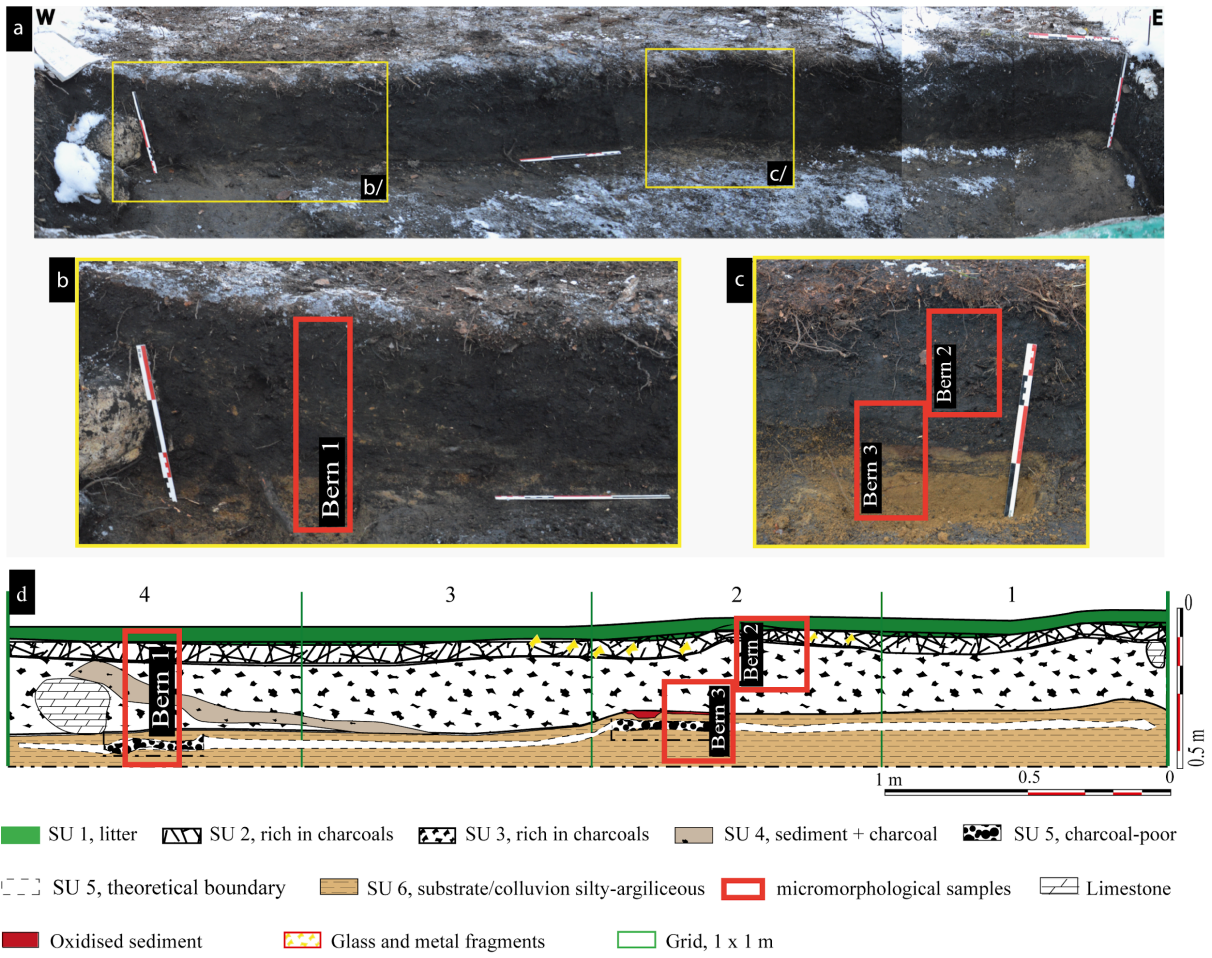 a
W
E
b/
c/
b
Bern 1
c
Bern 2
Bern 3
d
4
3
2
1
0
0.5 m
Bern 1
Bern 2
Bern 3
1 m
0.5
0
SU 1, litter
SU 2, rich in charcoals
SU 3, rich in charcoals
SU 4, sediment + charcoal
SU 5, charcoal-poor
SU 5, theoretical boundary
SU 6, substrate/colluvion silty-argiliceous
micromorphological samples
Limestone
Oxidised sediment
Glass and metal fragments
Grid, 1 x 1 m